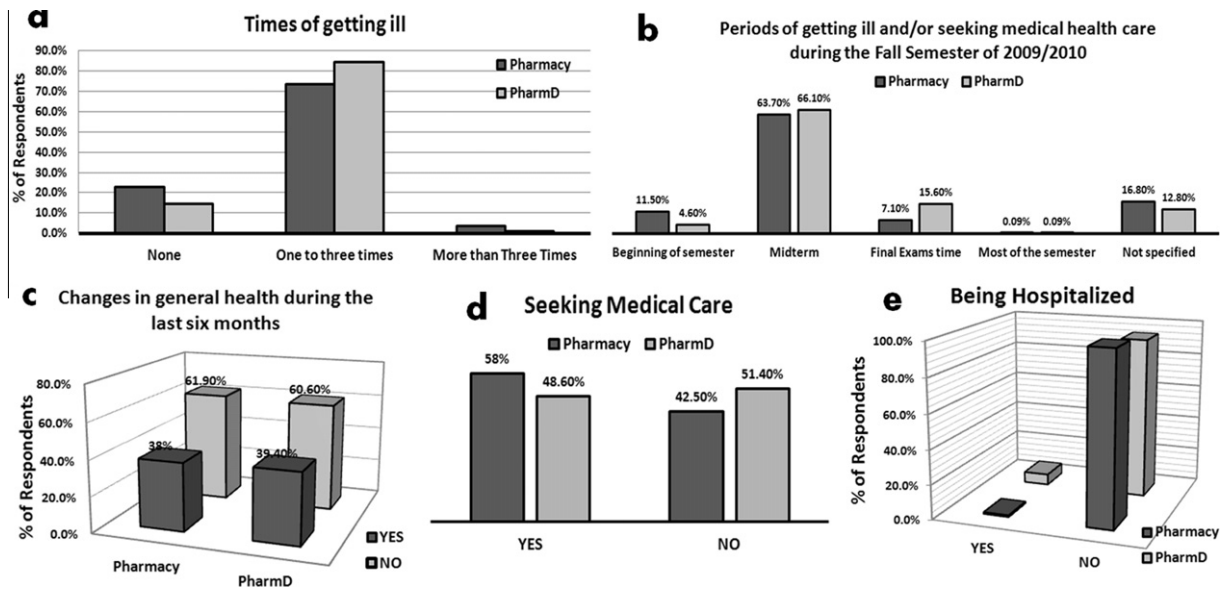 a
Times of getting ill
90.0%
80.0%
70.0%
60.0%
50.0%
40.0%
30.0%
20.0%
10.0%
0.0%
% of Respondents
Pharmacy
PharmD
None
One to three times
More than Three Times
b
Periods of getting ill and/or seeking medical health care
during the Fall Semester of 2009/2010
Pharmacy PharmD
11.50%
4.60%
63.70%
66.10%
7.10%
15.60%
0.09%
0.09%
16.80%
12.80%
Beginning of semester
Midterm
Final Exams time
Most of the semester
Not specified
c
Changes in general health during the
last six months
80.0%
60.0%
40.0%
20.0%
0.0%
% of Respondents
61.90%
60.60%
38%
39.40%
Pharmacy
PharmD
YES
NO
d
Seeking Medical Care
Pharmacy PharmD
58%
48.60%
42.50%
51.40%
YES
NO
e
Being Hospitalized
100.0%
80.0%
60.0%
40.0%
20.0%
0.0%
% of Respondents
YES
NO
Pharmacy
PharmD